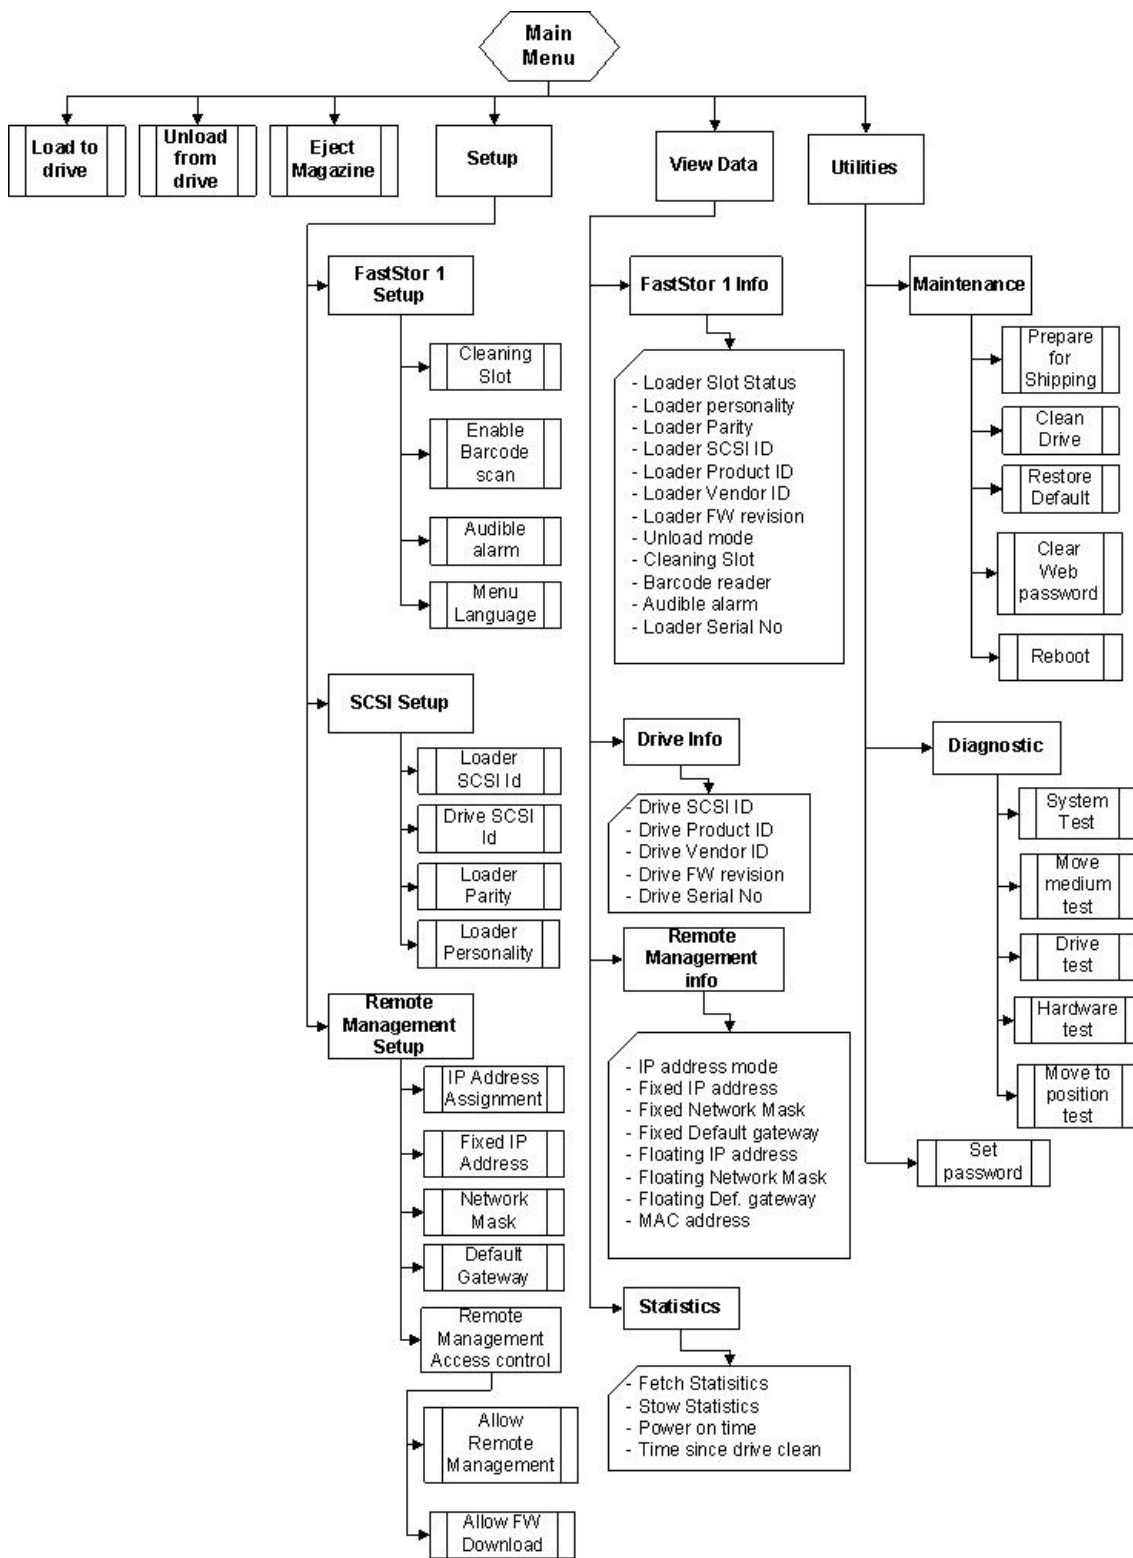 Main
Menu
Load to
drive
Unload
from
drive
Eject
Magazine
Setup
View Data
Utilities
FastStor 1
Setup
Cleaning
Slot
Enable
Barcode
scan
Audible
alarm
Menu
Language
SCSI Setup
Loader
SCSI Id
Drive SCSI
Id
Loader
Parity
Loader
Personality
Remote
Management
Setup
IP Address
Assignment
Fixed IP
Address
Network
Mask
Default
Gateway
Remote
Management
Access control
Allow
Remote
Management
Allow FW
Download
FastStor 1 Info
- Loader Slot Status
- Loader personality
- Loader Parity
- Loader SCSI ID
- Loader Product ID
- Loader Vendor ID
- Loader FW revision
- Unload mode
- Cleaning Slot
- Barcode reader
- Audible alarm
- Loader Serial No
Drive Info
- Drive SCSI ID
- Drive Product ID
- Drive Vendor ID
- Drive FW revision
- Drive Serial No
Remote
Management
info
- IP address mode
- Fixed IP address
- Fixed Network Mask
- Fixed Default gateway
- Floating IP address
- Floating Network Mask
- Floating Def. gateway
- MAC address
Statistics
- Fetch Statisitics
- Stow Statistics
- Power on time
- Time since drive clean
Maintenance
Prepare
for
Shipping
Clean
Drive
Restore
Default
Clear
Web
password
Reboot
Diagnostic
System
Test
Move
medium
test
Drive
test
Hardware
test
Move to
position test
Set
password